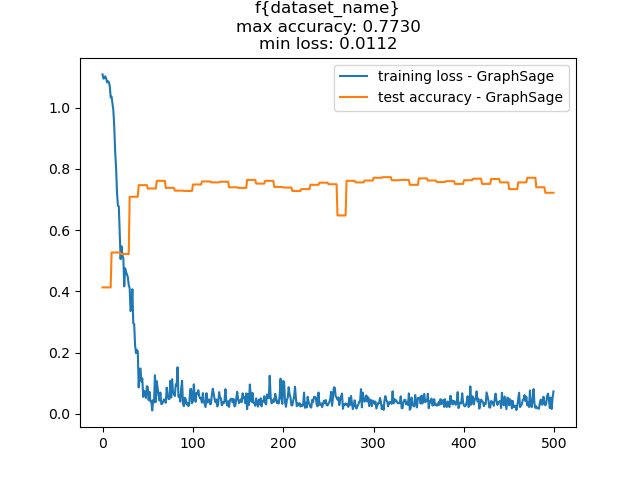 f{dataset_name}
max accuracy: 0.7730
min loss: 0.0112
training loss - GraphSage
test accuracy - GraphSage
1.0
0.8
0.6
0.4
0.2
0.0
0 100 200 300 400 500